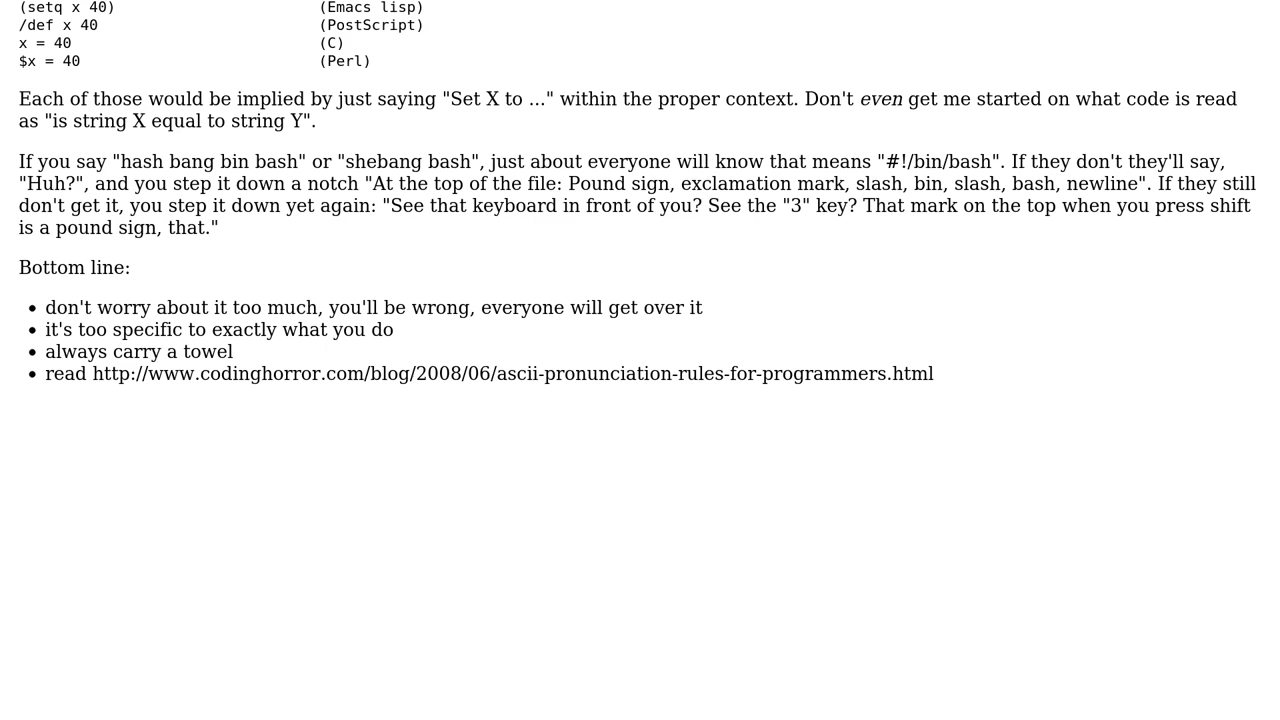 (setq x 40) (Emacs lisp)
/def x 40 (PostScript)
x = 40 (C)
$x = 40 (Perl)
Each of those would be implied by just saying "Set X to ..." within the proper context. Don't even get me started on what code is read
as "is string X equal to string Y".
If you say "hash bang bin bash" or "shebang bash", just about everyone will know that means "#!/bin/bash". If they don't they'll say,
"Huh?", and you step it down a notch "At the top of the file: Pound sign, exclamation mark, slash, bin, slash, bash, newline". If they still
don't get it, you step it down yet again: "See that keyboard in front of you? See the "3" key? That mark on the top when you press shift
is a pound sign, that."
Bottom line:
• don't worry about it too much, you'll be wrong, everyone will get over it
• it's too specific to exactly what you do
• always carry a towel
• read http://www.codinghorror.com/blog/2008/06/ascii-pronunciation-rules-for-programmers.html